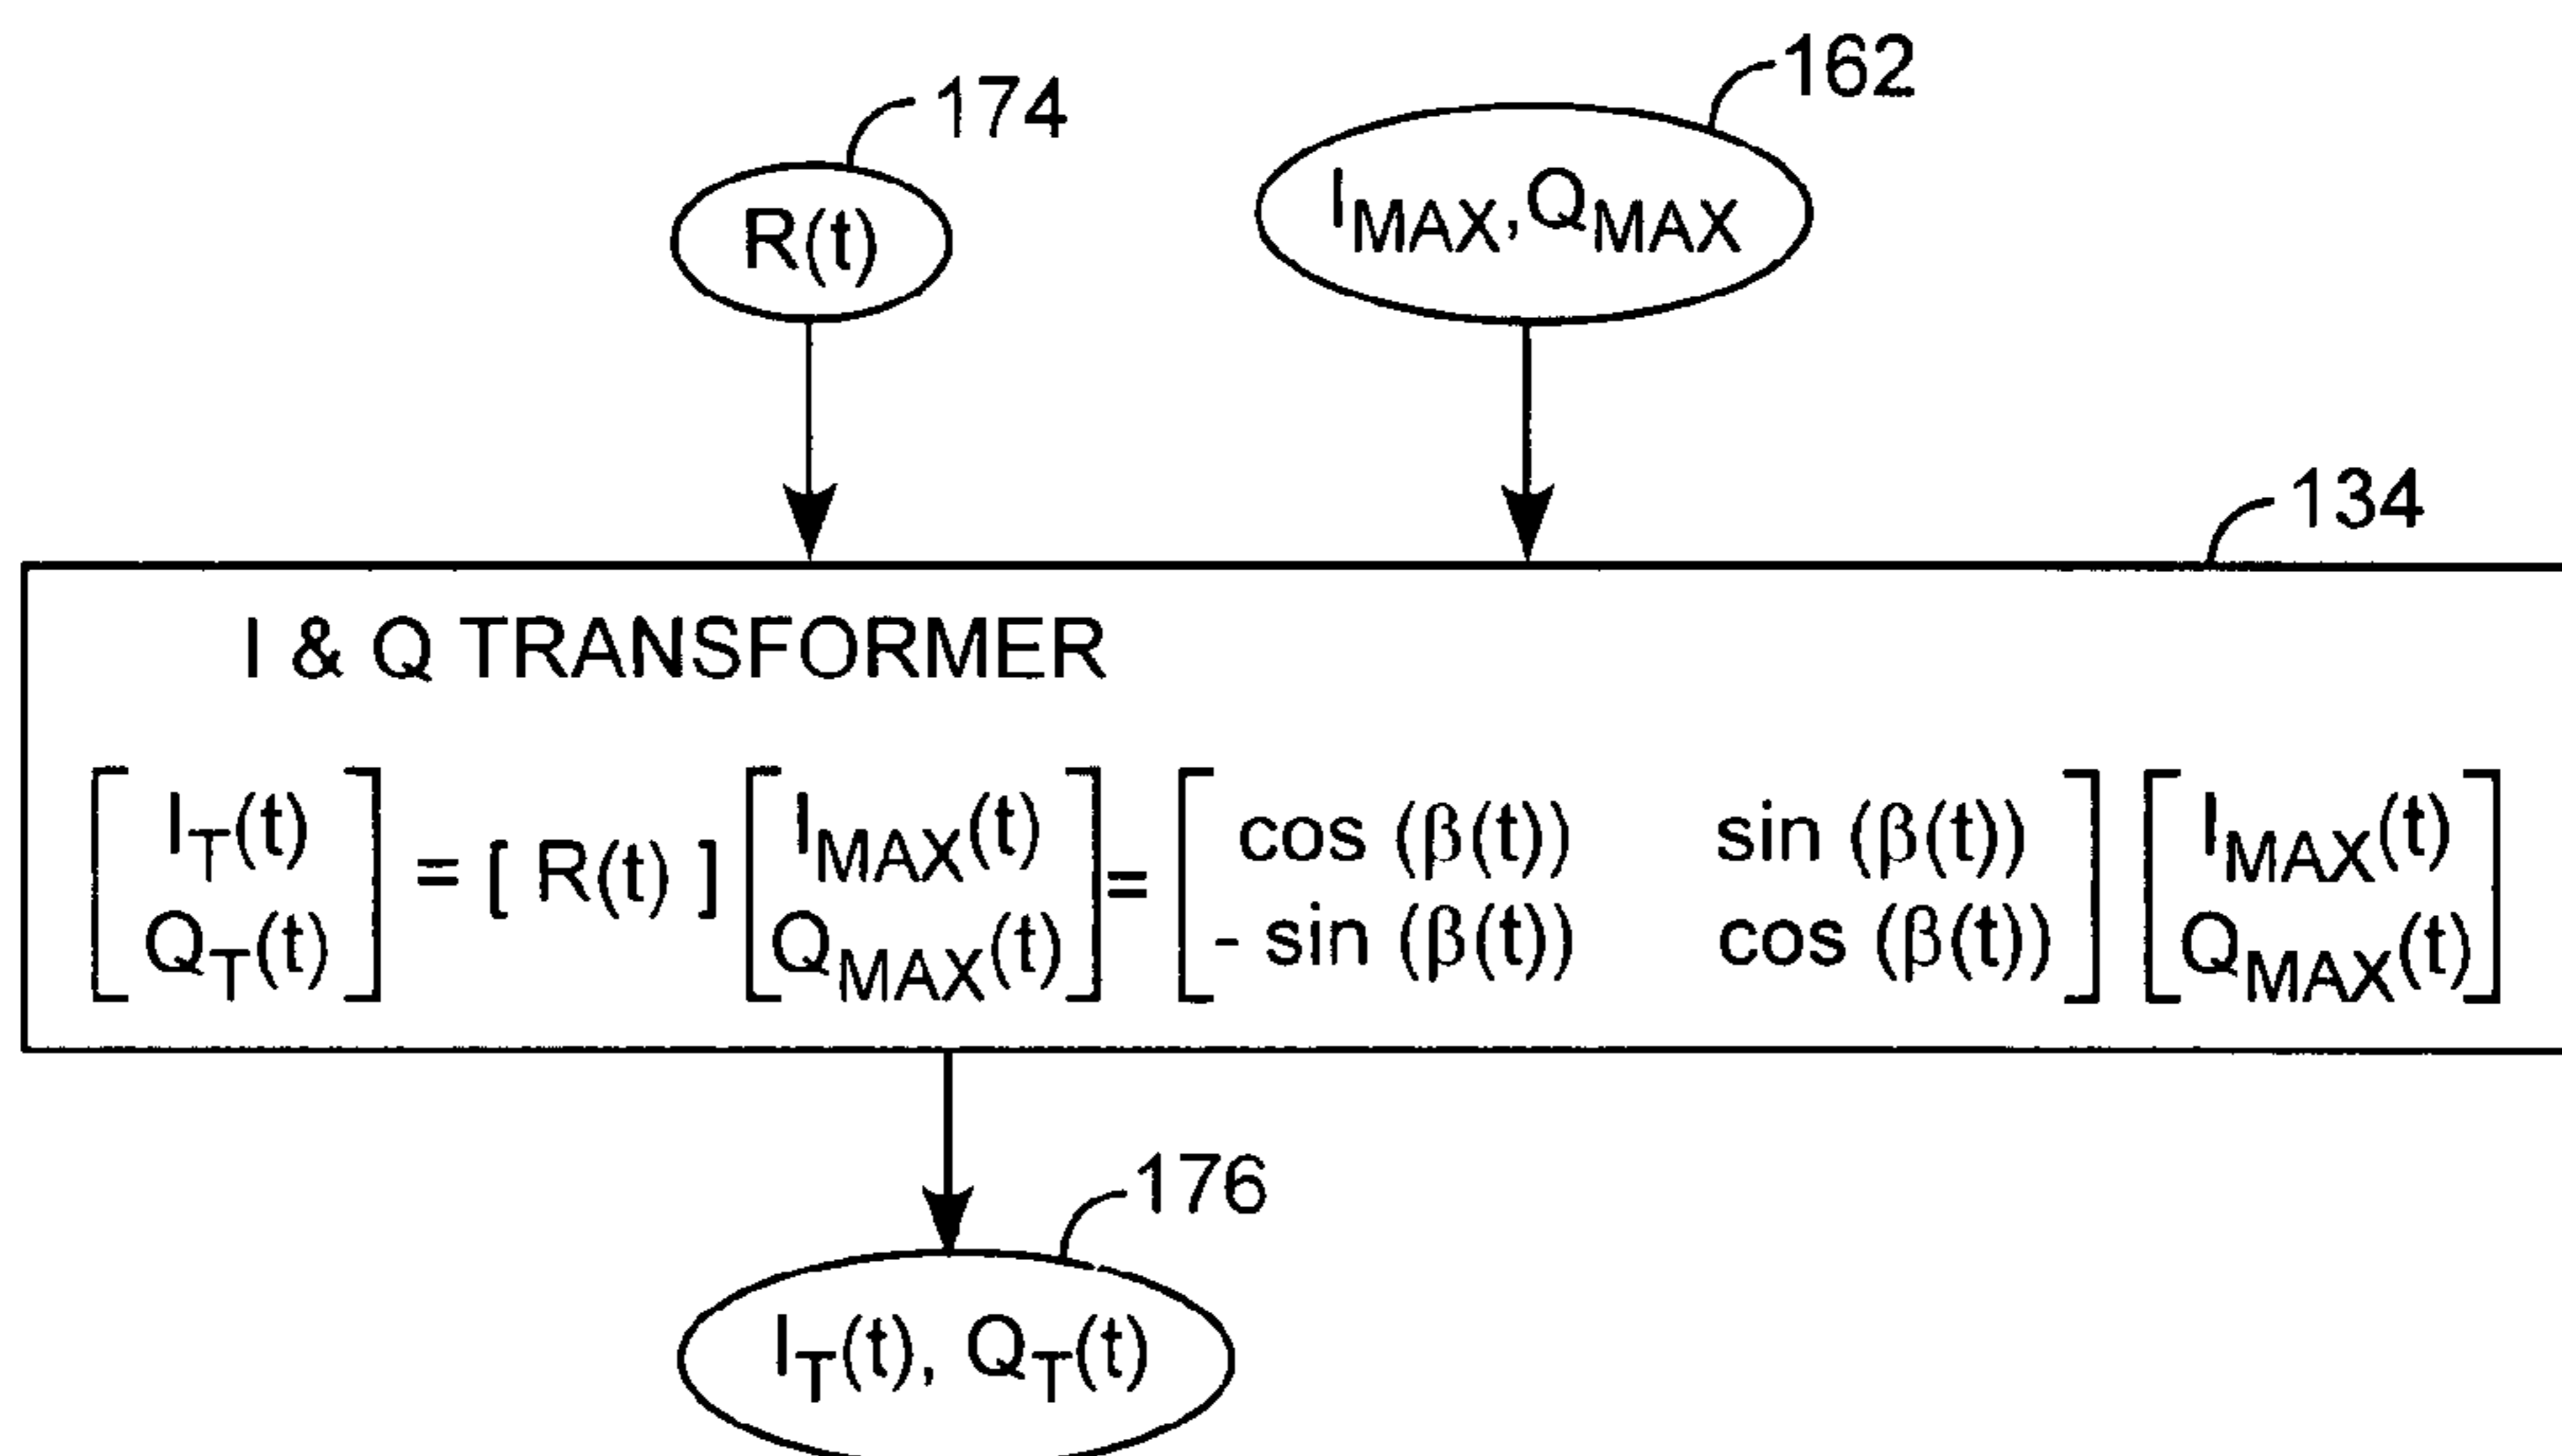 174
162
R(t)
I_MAX,Q_MAX
134
I & Q TRANSFORMER
[ I_T(t) Q_T(t) ] = [ R(t) ] [ I_MAX(t) Q_MAX(t) ] = [ cos (β(t)) sin (β(t)) - sin (β(t)) cos (β(t)) ] [ I_MAX(t) Q_MAX(t) ]
176
I_T(t), Q_T(t)